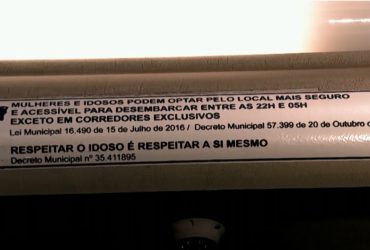 MULHERES E IDOSOS PODEM OPTAR PELO LOCAL MAIS SEGURO
E ACESSÍVEL PARA DESEMBARCAR ENTRE AS 22H E 05H
EXCETO EM CORREDORES EXCLUSIVOS
Lei Municipal 16.490 de 15 de Julho de 2016 / Decreto Municipal 57.399 de 20 de Outubro d
RESPEITAR O IDOSO É RESPEITAR A SI MESMO
Decreto Municipal nº 35.411895